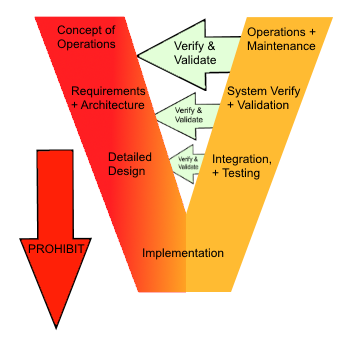 Concept of
Operations
Verify &
Validate
Operations +
Maintenance
Requirements
+ Architecture
Verify &
Validate
System Verify
+ Validation
Detailed
Design
Verify &
Validate
Integration,
+ Testing
PROHIBIT
Implementation